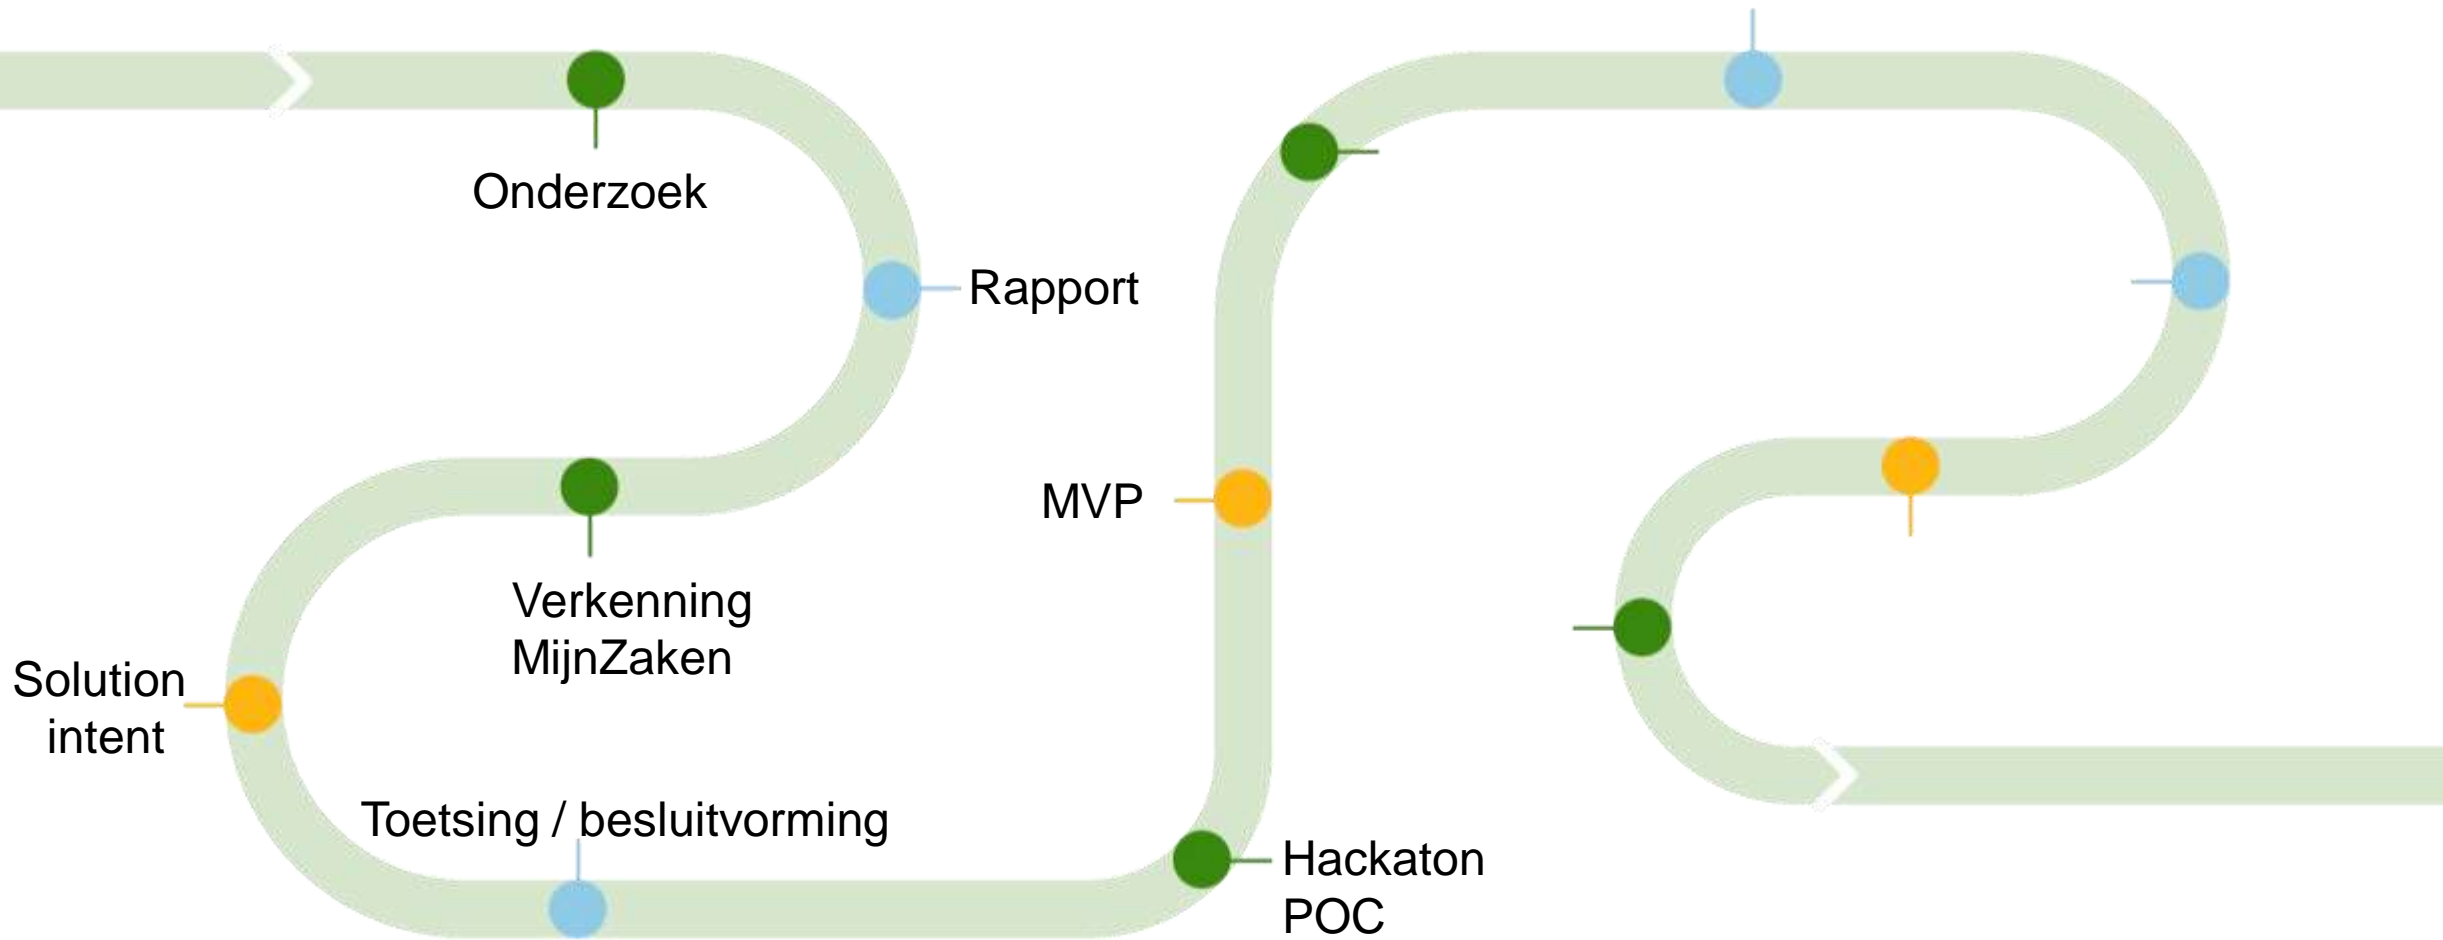 Onderzoek
Rapport
Verkenning
MijnZaken
Solution
intent
Toetsing / besluitvorming
Hackaton
POC
MVP